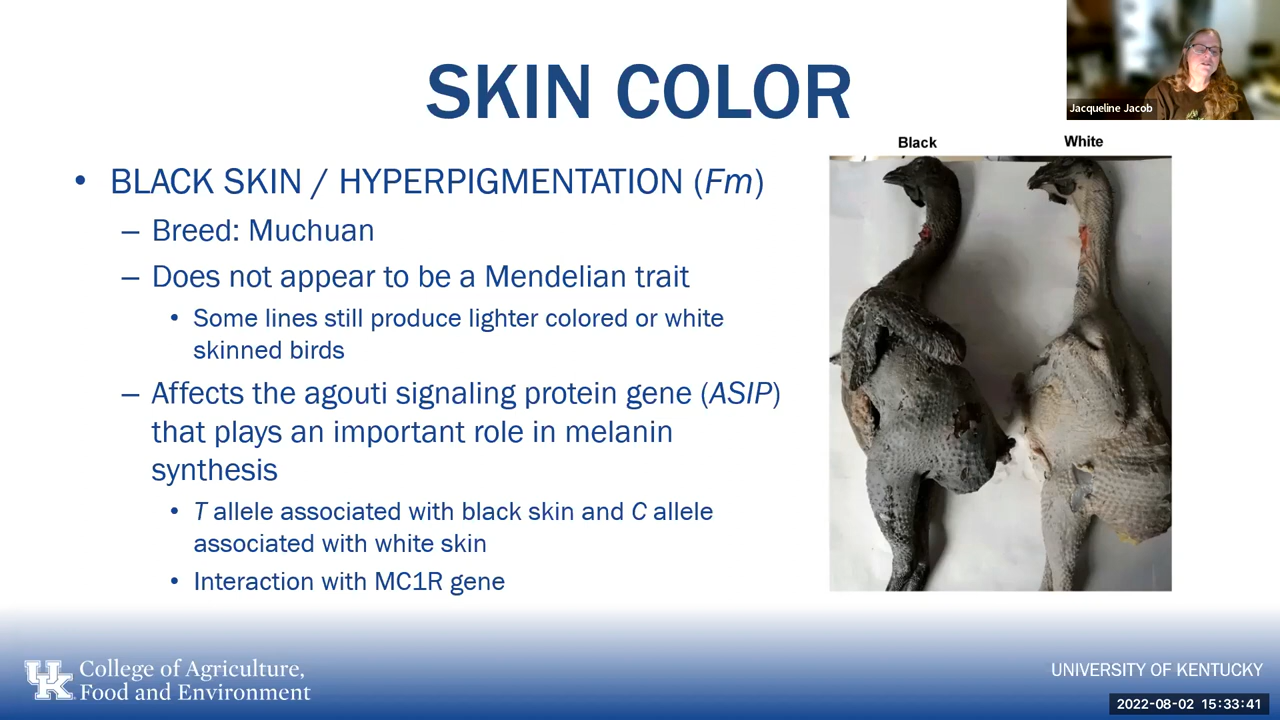 SKIN COLOR
Jacqueline Jacob
• BLACK SKIN / HYPERPIGMENTATION (Fm)
– Breed: Muchuan
– Does not appear to be a Mendelian trait
• Some lines still produce lighter colored or white
skinned birds
– Affects the agouti signaling protein gene (ASIP)
that plays an important role in melanin
synthesis
• T allele associated with black skin and C allele
associated with white skin
• Interaction with MC1R gene
Black
White
UK
College of Agriculture,
Food and Environment
UNIVERSITY OF KENTUCKY
2022-08-02 15:33:41